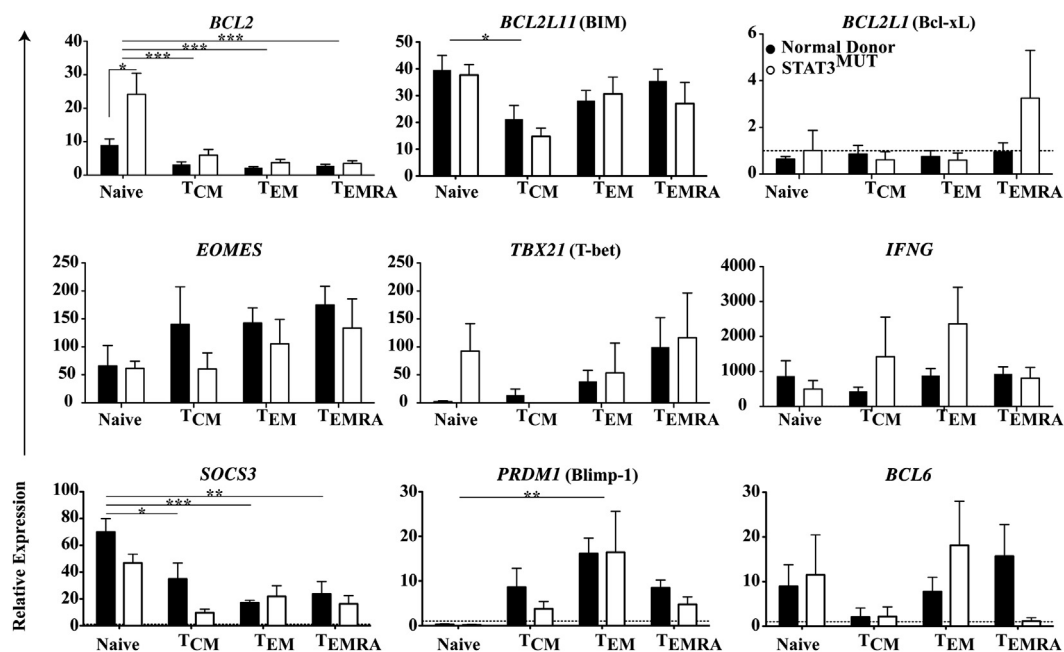 BCL2
BCL2L11 (BIM)
BCL2L1 (Bcl-xL)
Normal Donor
STAT3MUT
40
30
20
10
0
***
***
***
*
Naive
TCM
TEM
TEMRA
50
40
30
20
10
0
*
Naive
TCM
TEM
TEMRA
6
4
2
0
Naive
TCM
TEM
TEMRA
EOMES
TBX21 (T-bet)
IFNG
250
200
150
100
50
0
Naive
TCM
TEM
TEMRA
250
200
150
100
50
0
Naive
TCM
TEM
TEMRA
4000
3000
2000
1000
0
Naive
TCM
TEM
TEMRA
SOCS3
PRDM1 (Blimp-1)
BCL6
100
80
60
40
20
0
**
***
*
Naive
TCM
TEM
TEMRA
30
20
10
0
**
Naive
TCM
TEM
TEMRA
30
20
10
0
Naive
TCM
TEM
TEMRA
Relative Expression